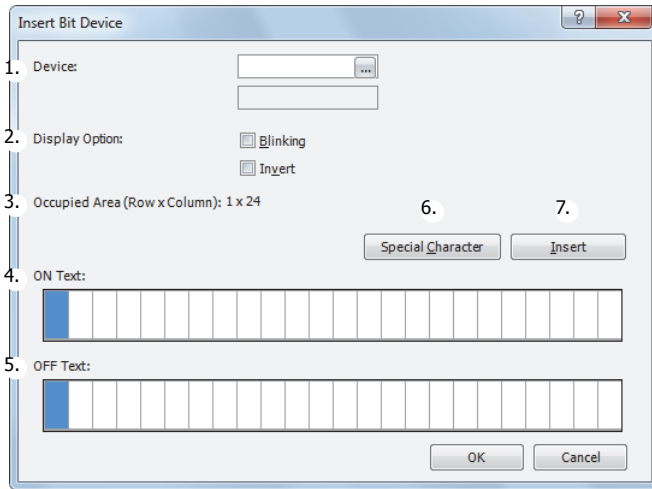 Insert Bit Device
?
X
1. Device:
...
2. Display Option:
Blinking
Invert
3. Occupied Area (Row x Column): 1 x 24
6. 7.
Special Character Insert
4. ON Text:
5. OFF Text:
OK Cancel